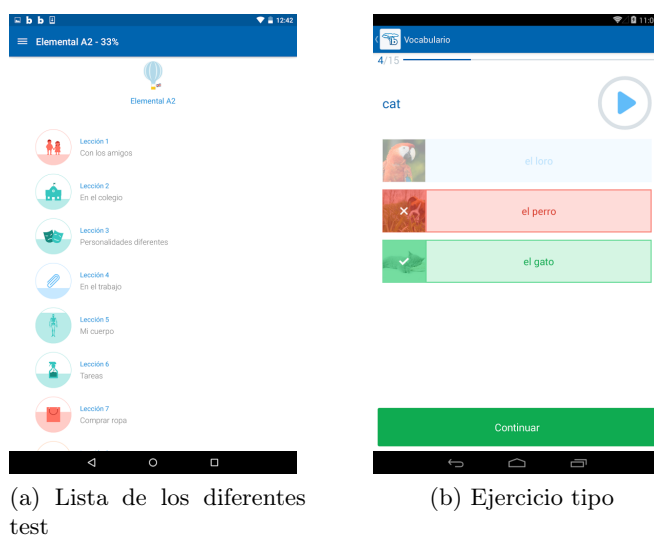 12:42
Elemental A2 - 33%
Elemental A2
Lección 1
Con los amigos
Lección 2
En el colegio
Lección 3
Personalidades diferentes
Lección 4
En el trabajo
Lección 5
Mi cuerpo
Lección 6
Tareas
Lección 7
Comprar ropa
(a) Lista de los diferentes
test
11:0
Vocabulario
4/15
cat
el loro
el perro
el gato
Continuar
(b) Ejercicio tipo